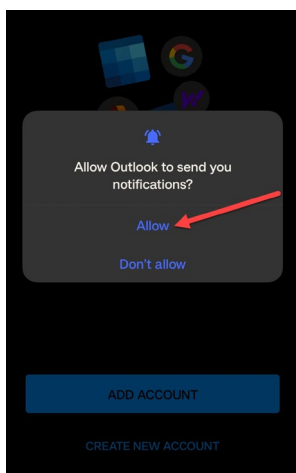 Allow Outlook to send you
notifications?
Allow
Don't allow
ADD ACCOUNT
CREATE NEW ACCOUNT